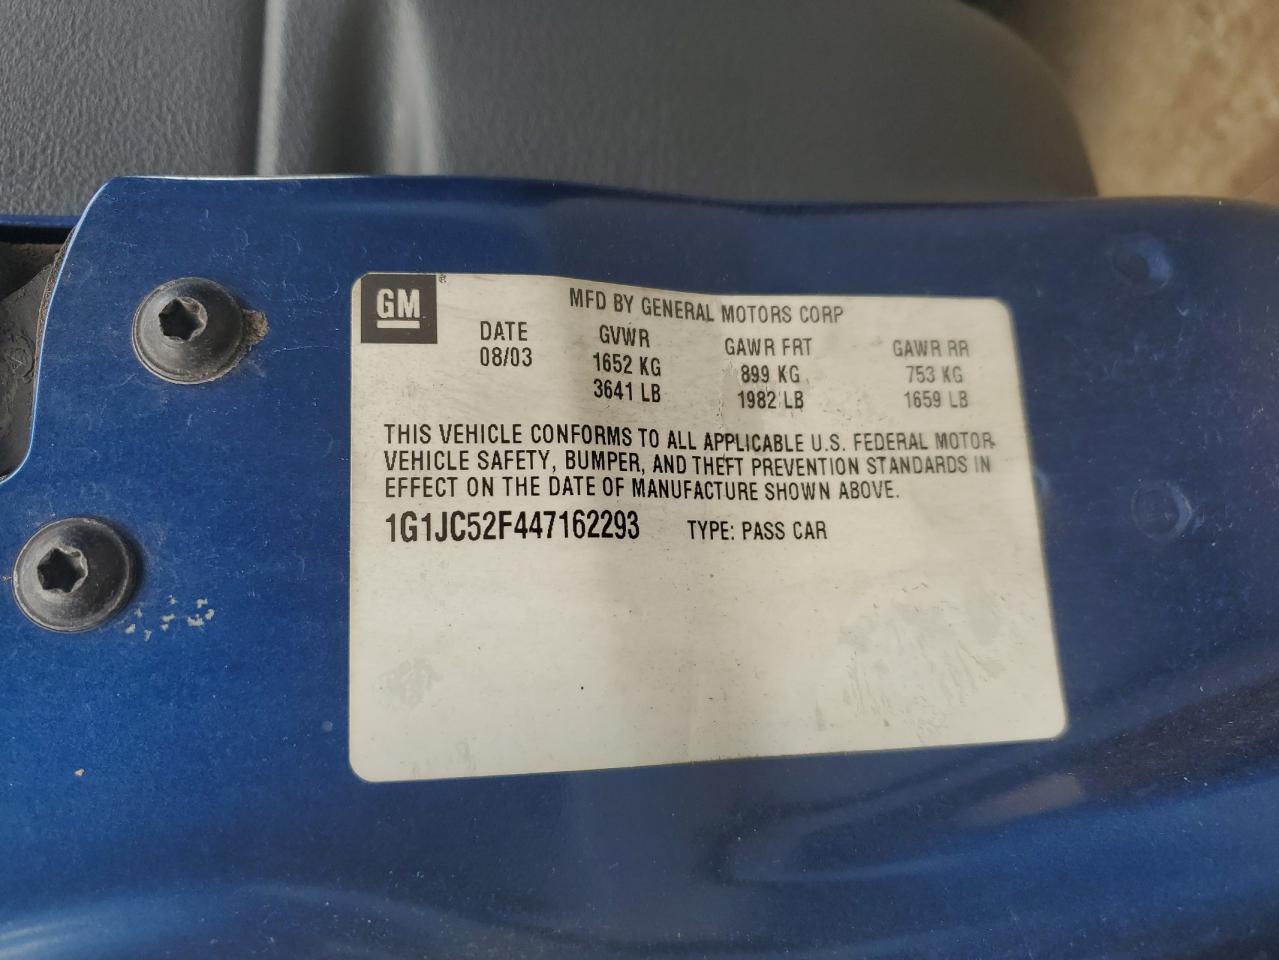 GM ®
MFD BY GENERAL MOTORS CORP
DATE GVWR GAWR FRT GAWR RR
08/03 1652 KG 899 KG 753 KG
3641 LB 1982 LB 1659 LB
THIS VEHICLE CONFORMS TO ALL APPLICABLE U.S. FEDERAL MOTOR
VEHICLE SAFETY, BUMPER, AND THEFT PREVENTION STANDARDS IN
EFFECT ON THE DATE OF MANUFACTURE SHOWN ABOVE.
1G1JC52F447162293 TYPE: PASS CAR